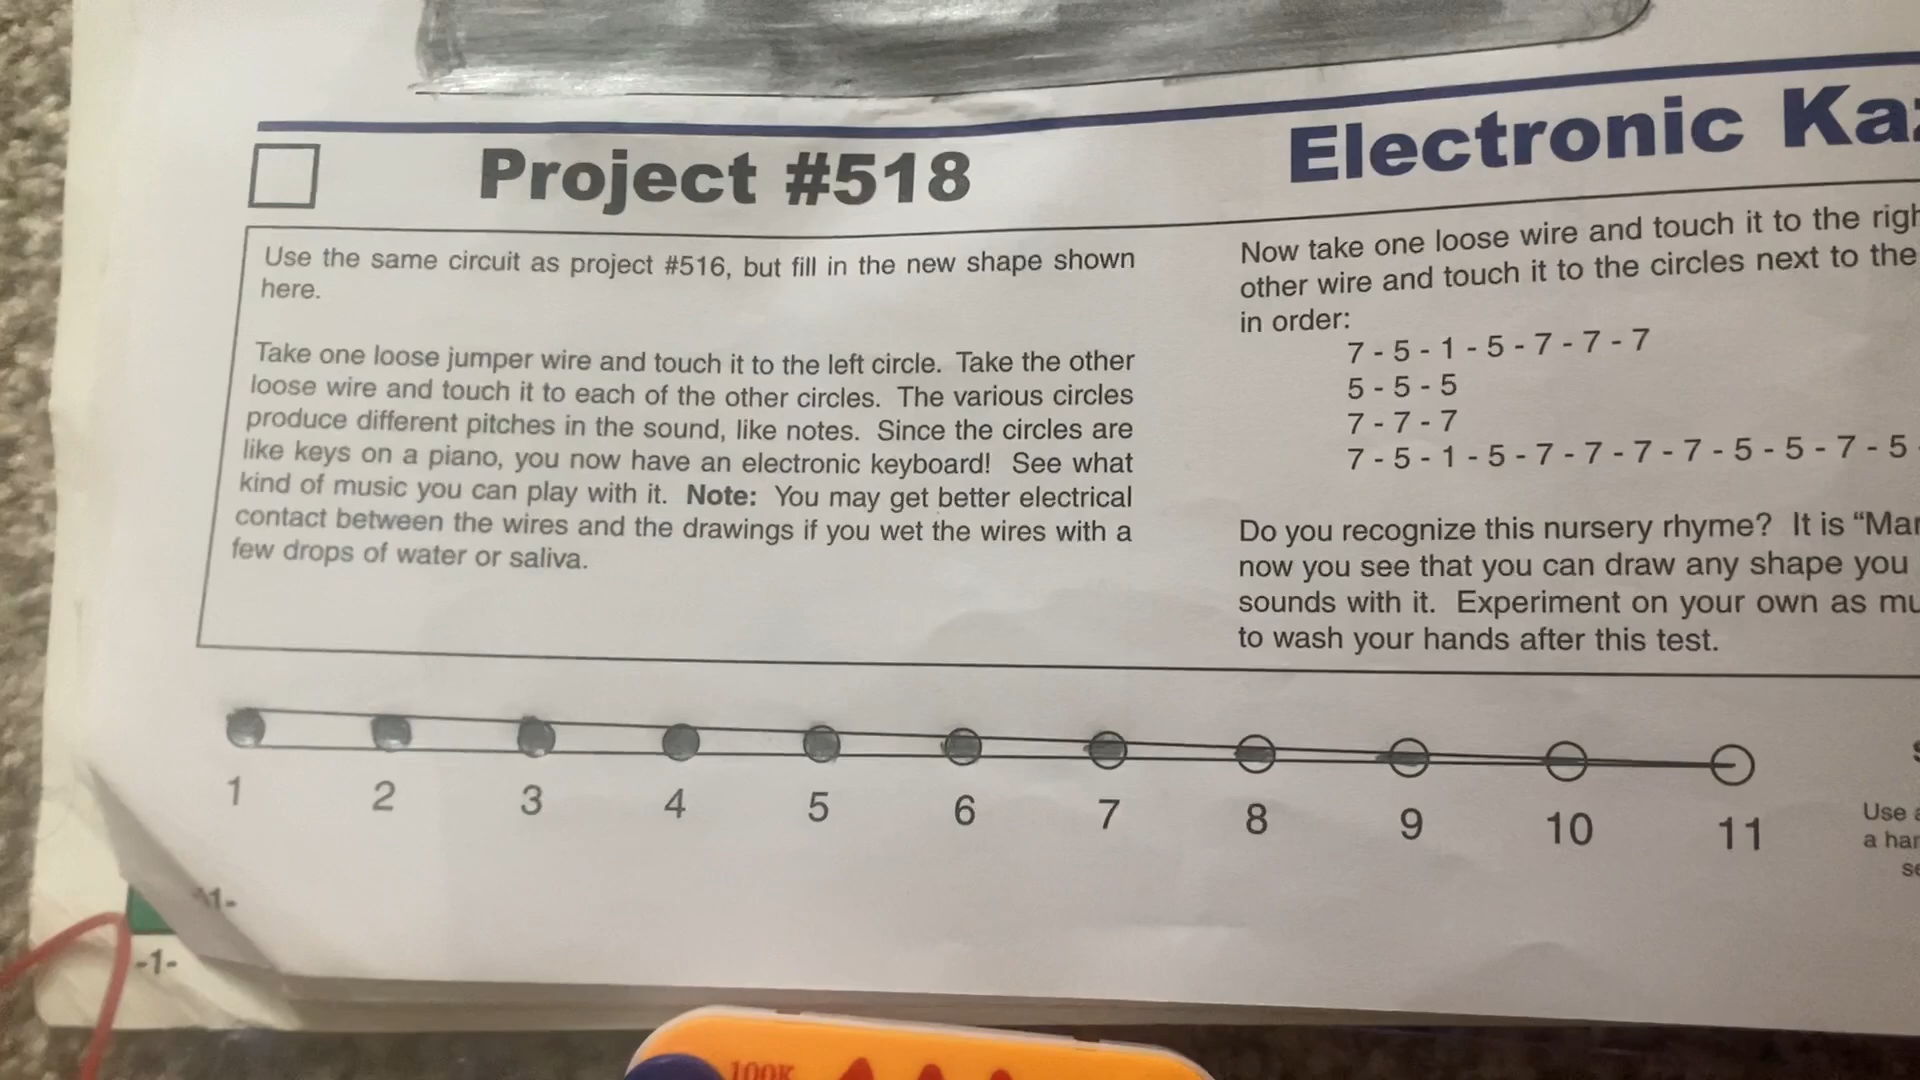 Project #518
Electronic
Use the same circuit as project #516, but fill in the new shape shown
here.
Take one loose jumper wire and touch it to the left circle. Take the other
loose wire and touch it to each of the other circles. The various circles
produce different pitches in the sound, like notes. Since the circles are
like keys on a piano, you now have an electronic keyboard! See what
kind of music you can play with it. Note: You may get better electrical
contact between the wires and the drawings if you wet the wires with a
few drops of water or saliva.
Now take one loose wire and touch it to the
other wire and touch it to the circles next to the
in order:
7 - 5 - 1 - 5 - 7 - 7 - 7
5 - 5 - 5
7 - 7 - 7
7 - 5 - 1 - 5 - 7 - 7 - 7 - 7 - 5 - 5 - 7 - 5
Do you recognize this nursery rhyme? It is
now you see that you can draw any shape you
sounds with it. Experiment on your own as
to wash your hands after this test.
1 2 3 4 5 6 7 8 9 10 11
Use
a
-1-
100K